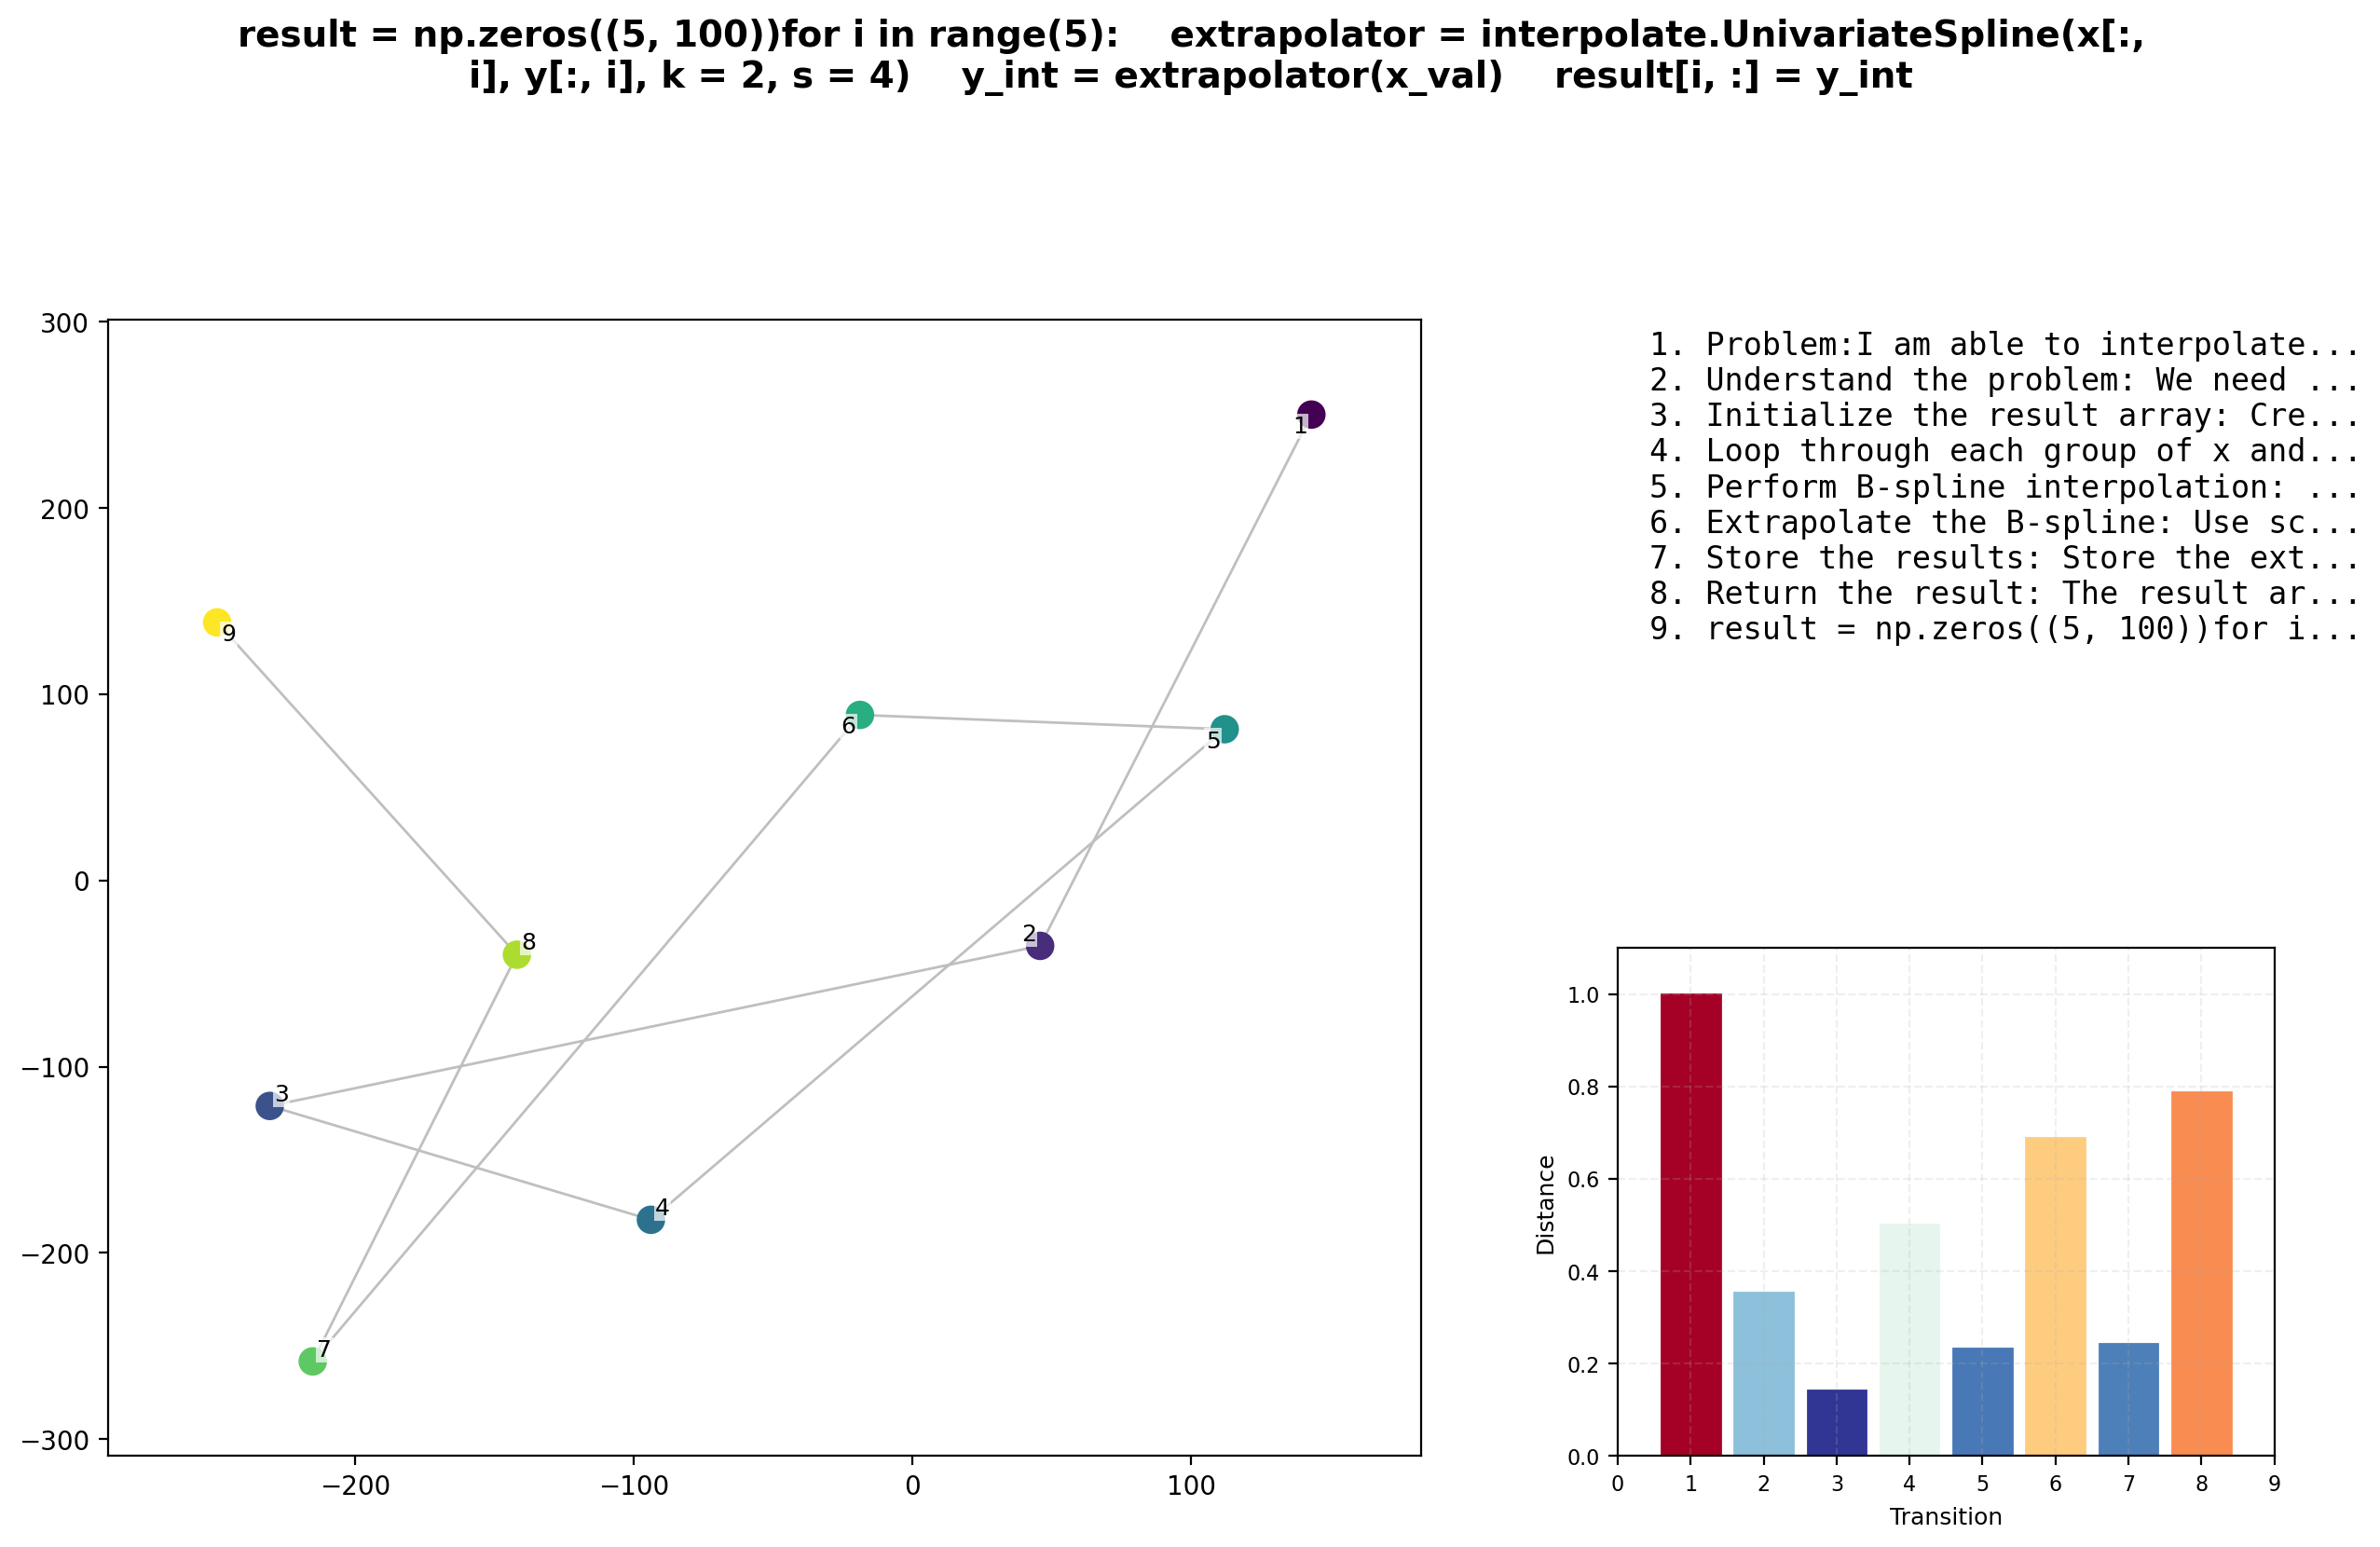 result = np.zeros((5, 100))for i in range(5):    extrapolator = interpolate.UnivariateSpline(x[:,
i], y[:, i], k = 2, s = 4)    y_int = extrapolator(x_val)    result[i, :] = y_int
300
200
100
0
−100
−200
−300
−200
−100
0
100
1
2
3
4
5
6
7
8
9
1. Problem:I am able to interpolate...
2. Understand the problem: We need ...
3. Initialize the result array: Cre...
4. Loop through each group of x and...
5. Perform B-spline interpolation: ...
6. Extrapolate the B-spline: Use sc...
7. Store the results: Store the ext...
8. Return the result: The result ar...
9. result = np.zeros((5, 100))for i...
Distance
1.0
0.8
0.6
0.4
0.2
0.0
0 1 2 3 4 5 6 7 8 9
Transition